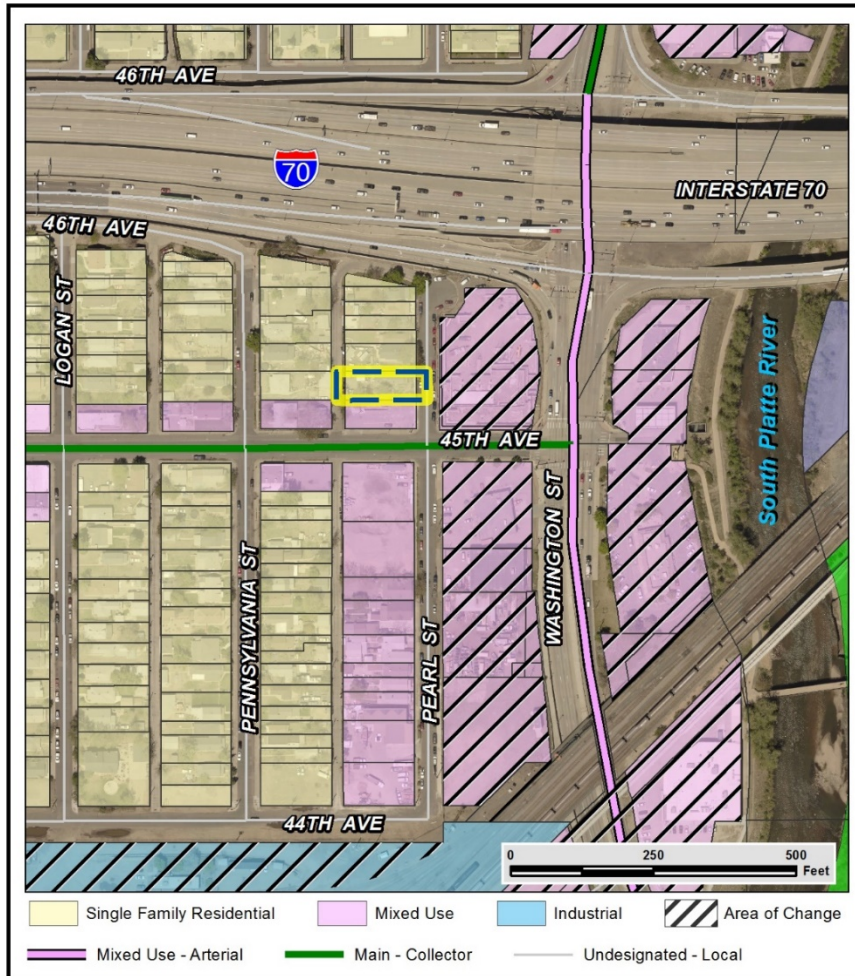 46TH AVE
70
INTERSTATE 70
46TH AVE
LOGAN ST
45TH AVE
South Platte River
WASHINGTON ST
PENNSYLVANIA ST
PEARL ST
44TH AVE
0 250 500
Feet
Single Family Residential Mixed Use Industrial Area of Change
Mixed Use - Arterial Main - Collector Undesignated - Local